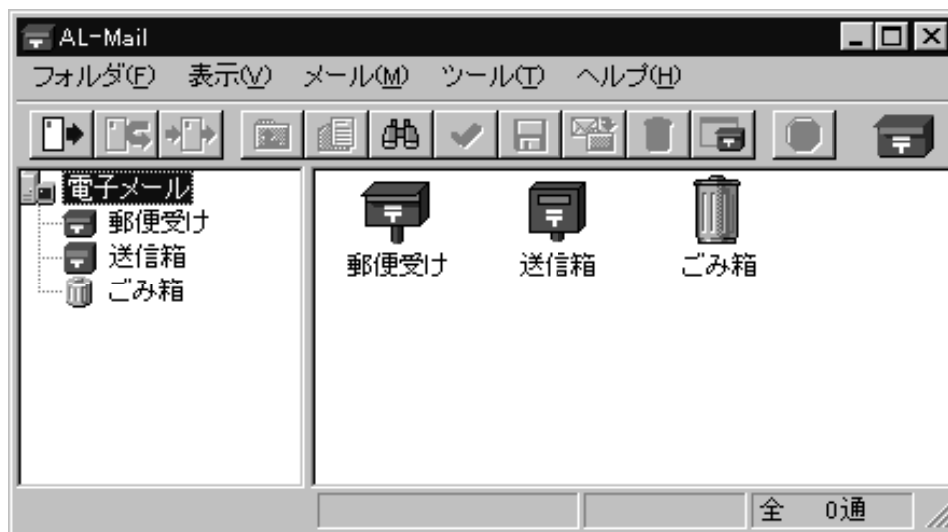 AL-Mail
フォルダ(F) 表示(V) メール(M) ツール(T) ヘルプ(H)
電子メール
郵便受け
送信箱
ごみ箱
郵便受け 送信箱 ごみ箱
全 0通